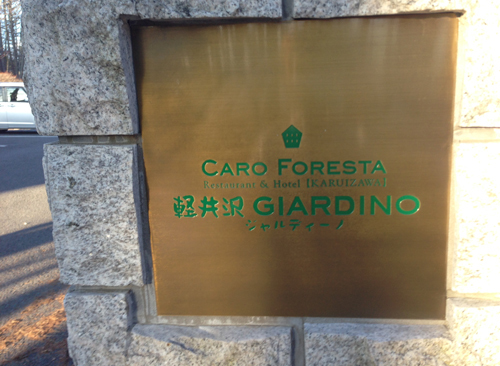 CARO FORESTA
Restaurant & Hotel [KARUIZAWA]
軽井沢 GIARDINO
ジャルディーノ